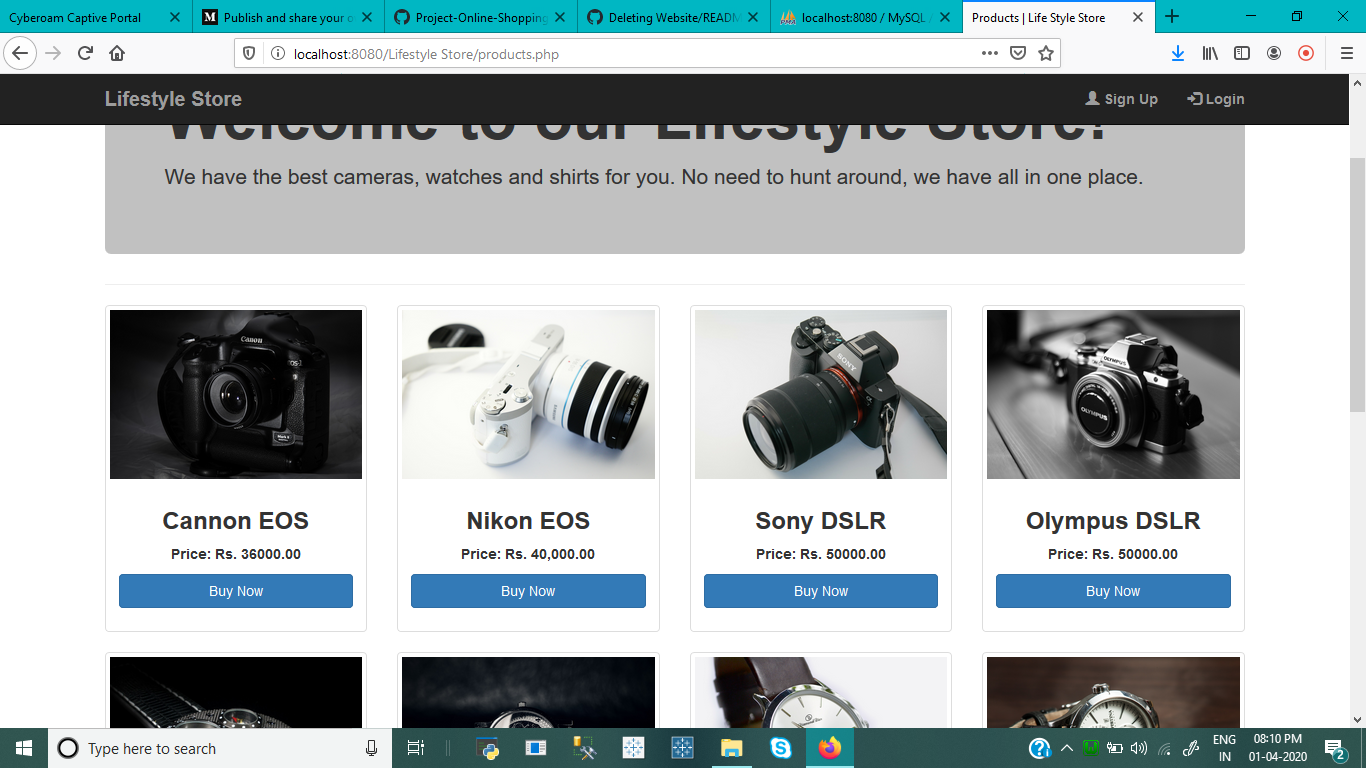 Cyberoam Captive Portal
Publish and share your o
Project-Online-Shopping
Deleting Website/READM
localhost:8080 / MySQL /
Products | Life Style Store
localhost:8080/Lifestyle Store/products.php
Lifestyle Store
Sign Up
Login
Welcome to our Lifestyle Store!
We have the best cameras, watches and shirts for you. No need to hunt around, we have all in one place.
Canon
SONY
OLYMPUS
OLYMPUS
Cannon EOS
Nikon EOS
Sony DSLR
Olympus DSLR
Price: Rs. 36000.00
Price: Rs. 40,000.00
Price: Rs. 50000.00
Price: Rs. 50000.00
Buy Now
Buy Now
Buy Now
Buy Now
Type here to search
ENG
IN
08:10 PM
01-04-2020
2